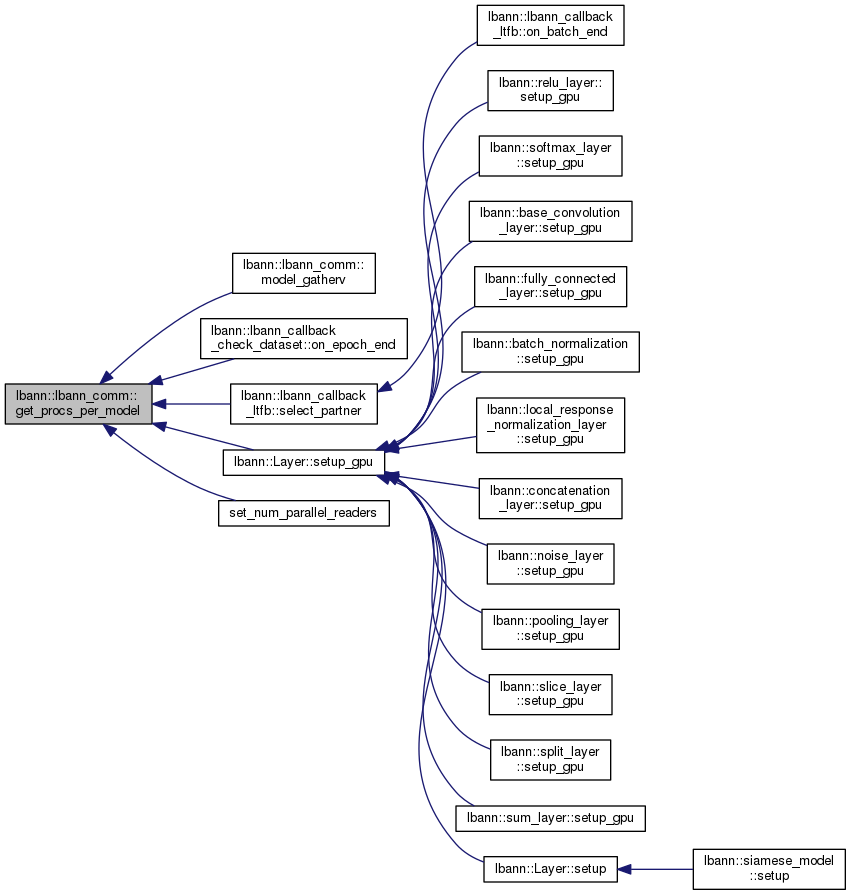 lbann::lbann_callback
_ltfb::on_batch_end
lbann::relu_layer::
setup_gpu
lbann::softmax_layer
::setup_gpu
lbann::base_convolution
_layer::setup_gpu
lbann::lbann_comm::
model_gatherv
lbann::fully_connected
_layer::setup_gpu
lbann::lbann_callback
_check_dataset::on_epoch_end
lbann::batch_normalization
::setup_gpu
lbann::lbann_comm::
get_procs_per_model
lbann::lbann_callback
_ltfb::select_partner
lbann::local_response
_normalization_layer
::setup_gpu
lbann::Layer::setup_gpu
lbann::concatenation
_layer::setup_gpu
set_num_parallel_readers
lbann::noise_layer
::setup_gpu
lbann::pooling_layer
::setup_gpu
lbann::slice_layer
::setup_gpu
lbann::split_layer
::setup_gpu
lbann::sum_layer::setup_gpu
lbann::Layer::setup
lbann::siamese_model
::setup